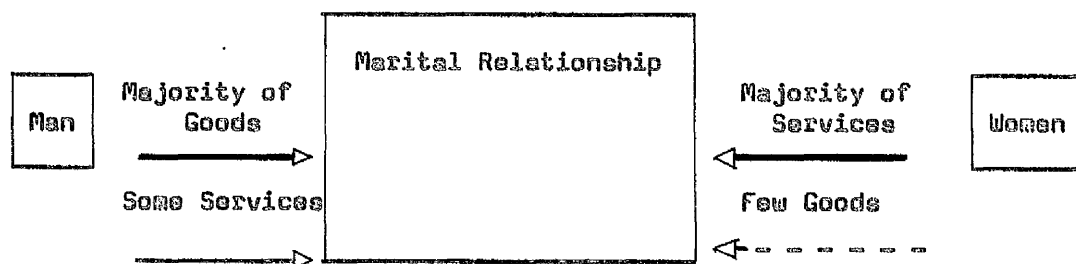 Marital Relationship
Man
Majority of
Goods
Some Services
Majority of
Services
Few Goods
Women